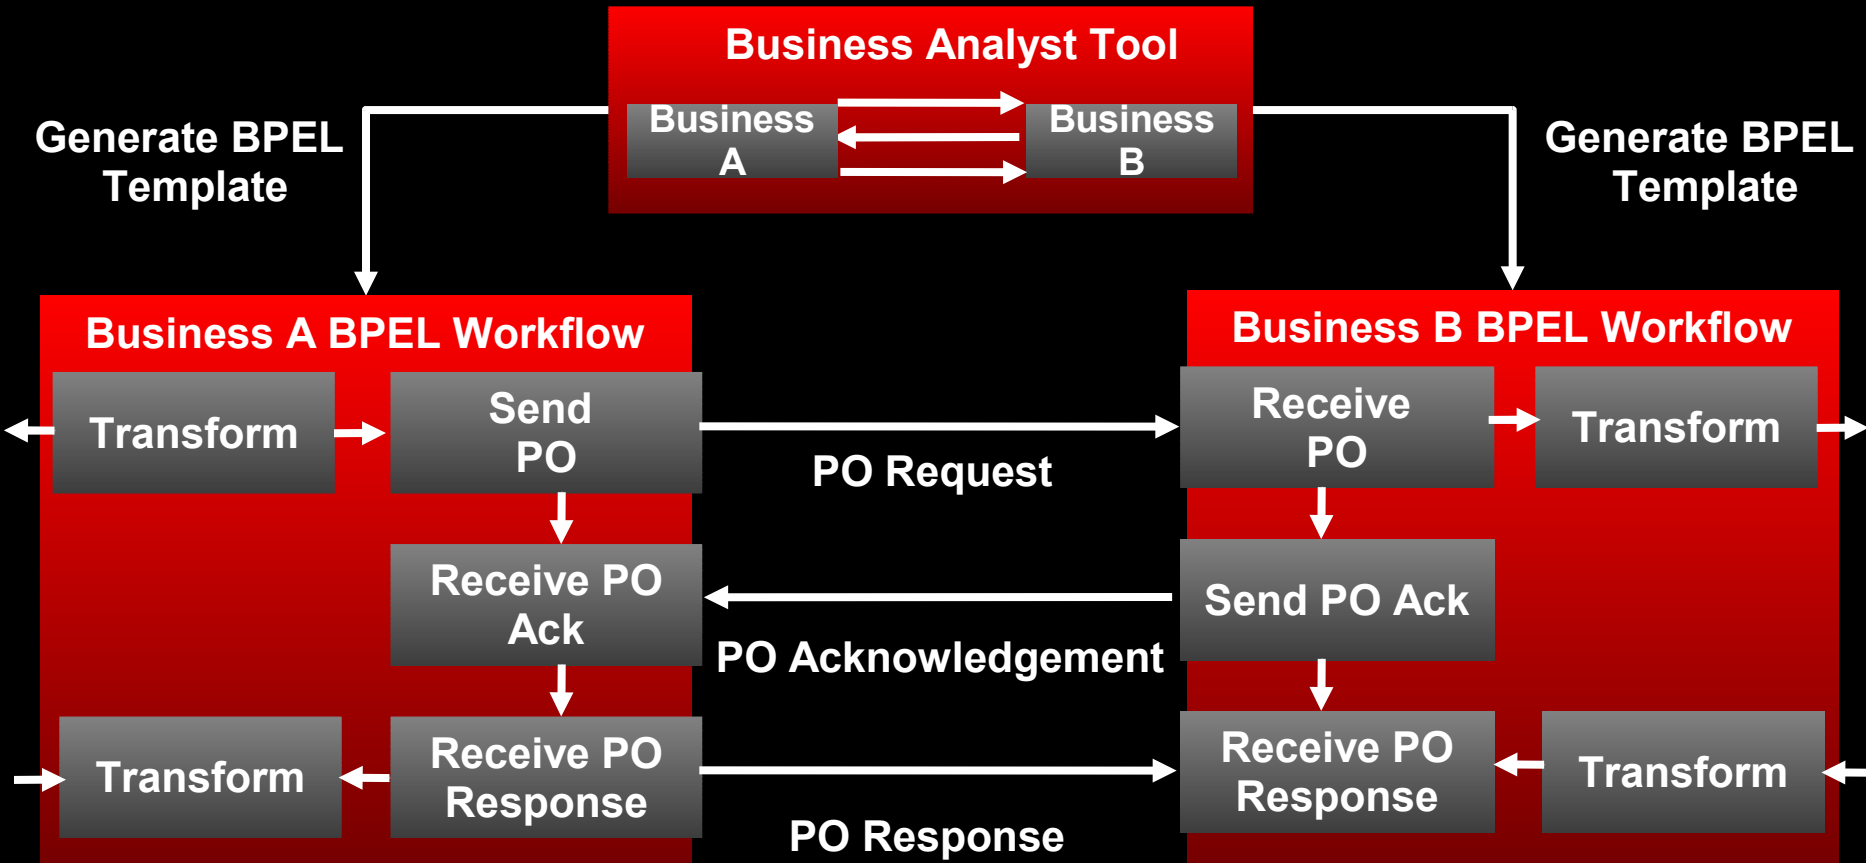 Business Analyst Tool
Business
A
Business
B
Generate BPEL
Template
Generate BPEL
Template
Business A BPEL Workflow
Transform
Send
PO
Receive PO
Ack
Transform
Receive PO
Response
PO Request
PO Acknowledgement
PO Response
Business B BPEL Workflow
Receive
PO
Transform
Send PO Ack
Receive PO
Response
Transform